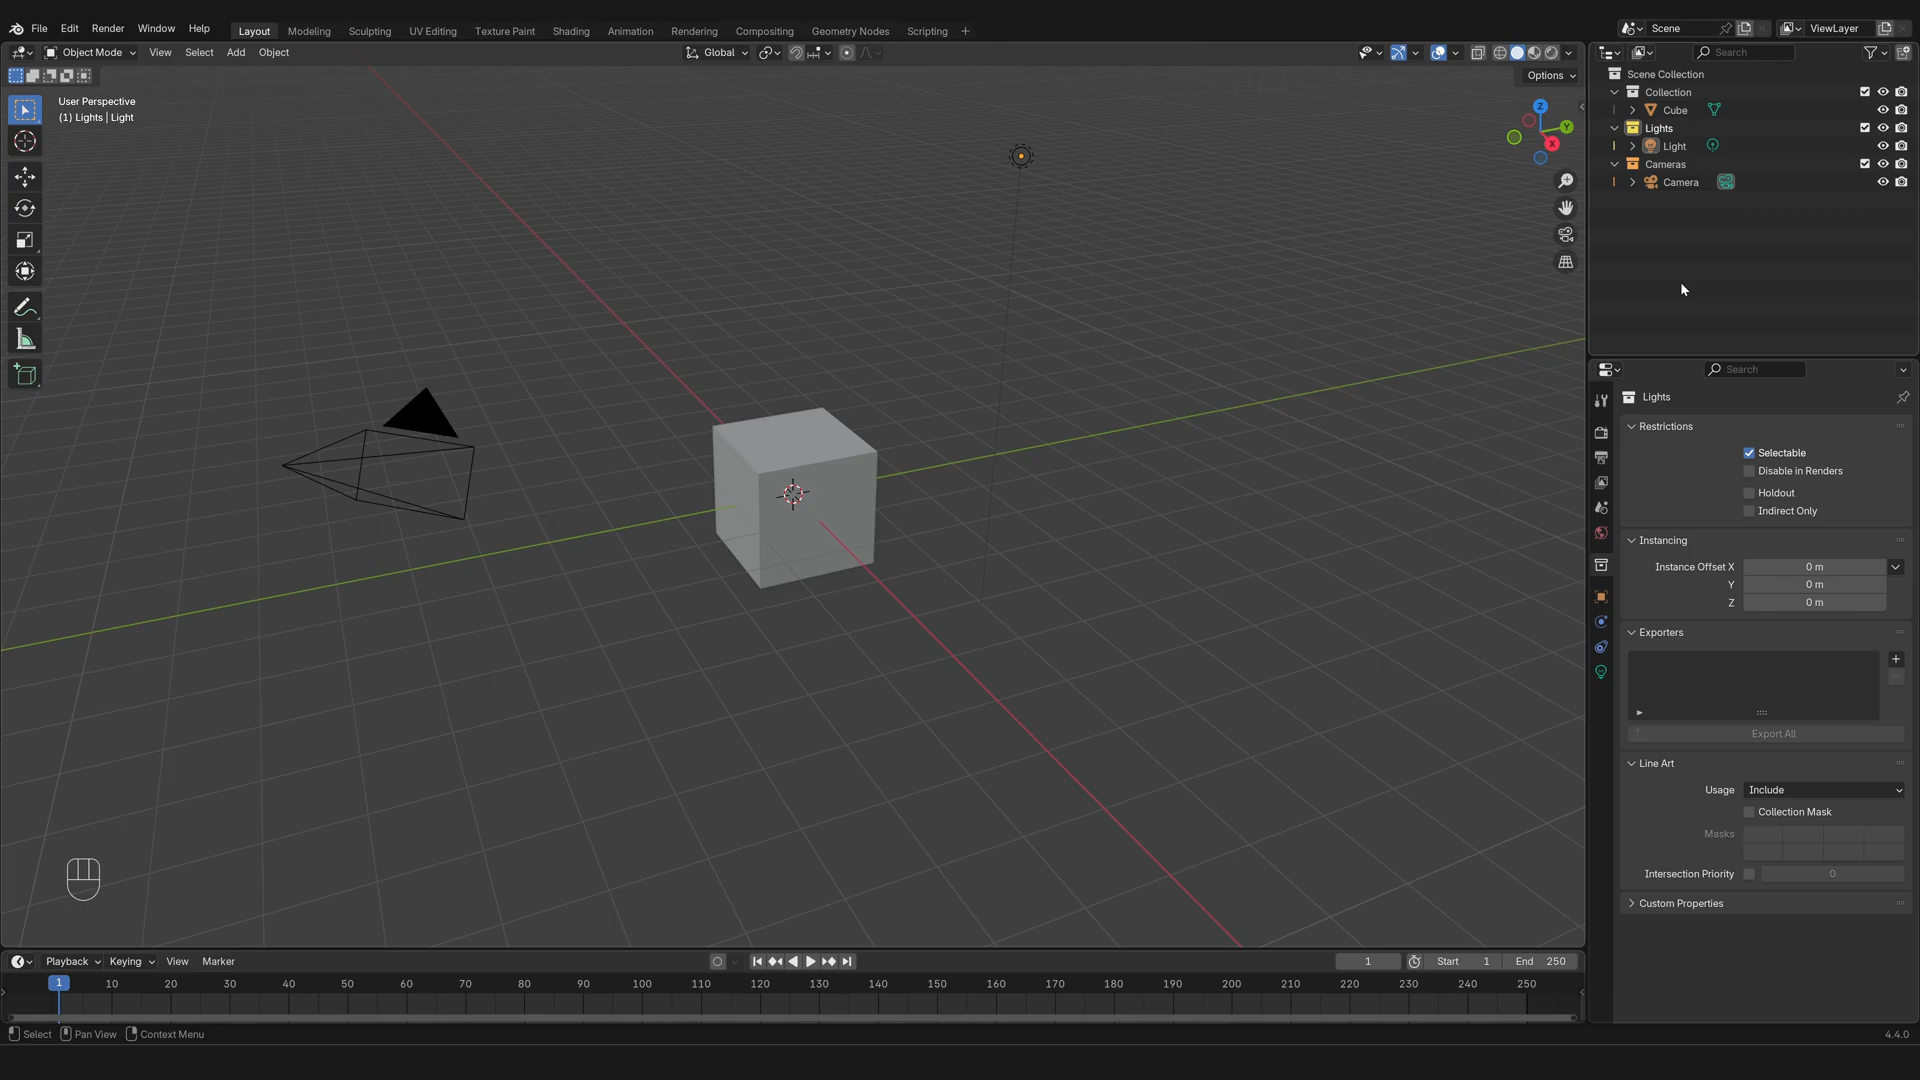 File Edit Render Window Help Layout Modeling Sculpting UV Editing Texture Paint Shading Animation Rendering Compositing Geometry Nodes Scripting + Scene ViewLayer
Object Mode View Select Add Object Global Search
Options
User Perspective
(1) Lights | Light
Z
Y
X
Scene Collection
Collection
Cube
Lights
Light
Cameras
Camera
Search
Lights
Restrictions
Selectable
Disable in Renders
Holdout
Indirect Only
Instancing
Instance Offset X 0 m
Y 0 m
Z 0 m
Exporters
Export All
Line Art
Usage Include
Collection Mask
Masks
Intersection Priority 0
Custom Properties
Playback Keying View Marker 1 Start 1 End 250
1 10 20 30 40 50 60 70 80 90 100 110 120 130 140 150 160 170 180 190 200 210 220 230 240 250
Select Pan View Context Menu 4.4.0